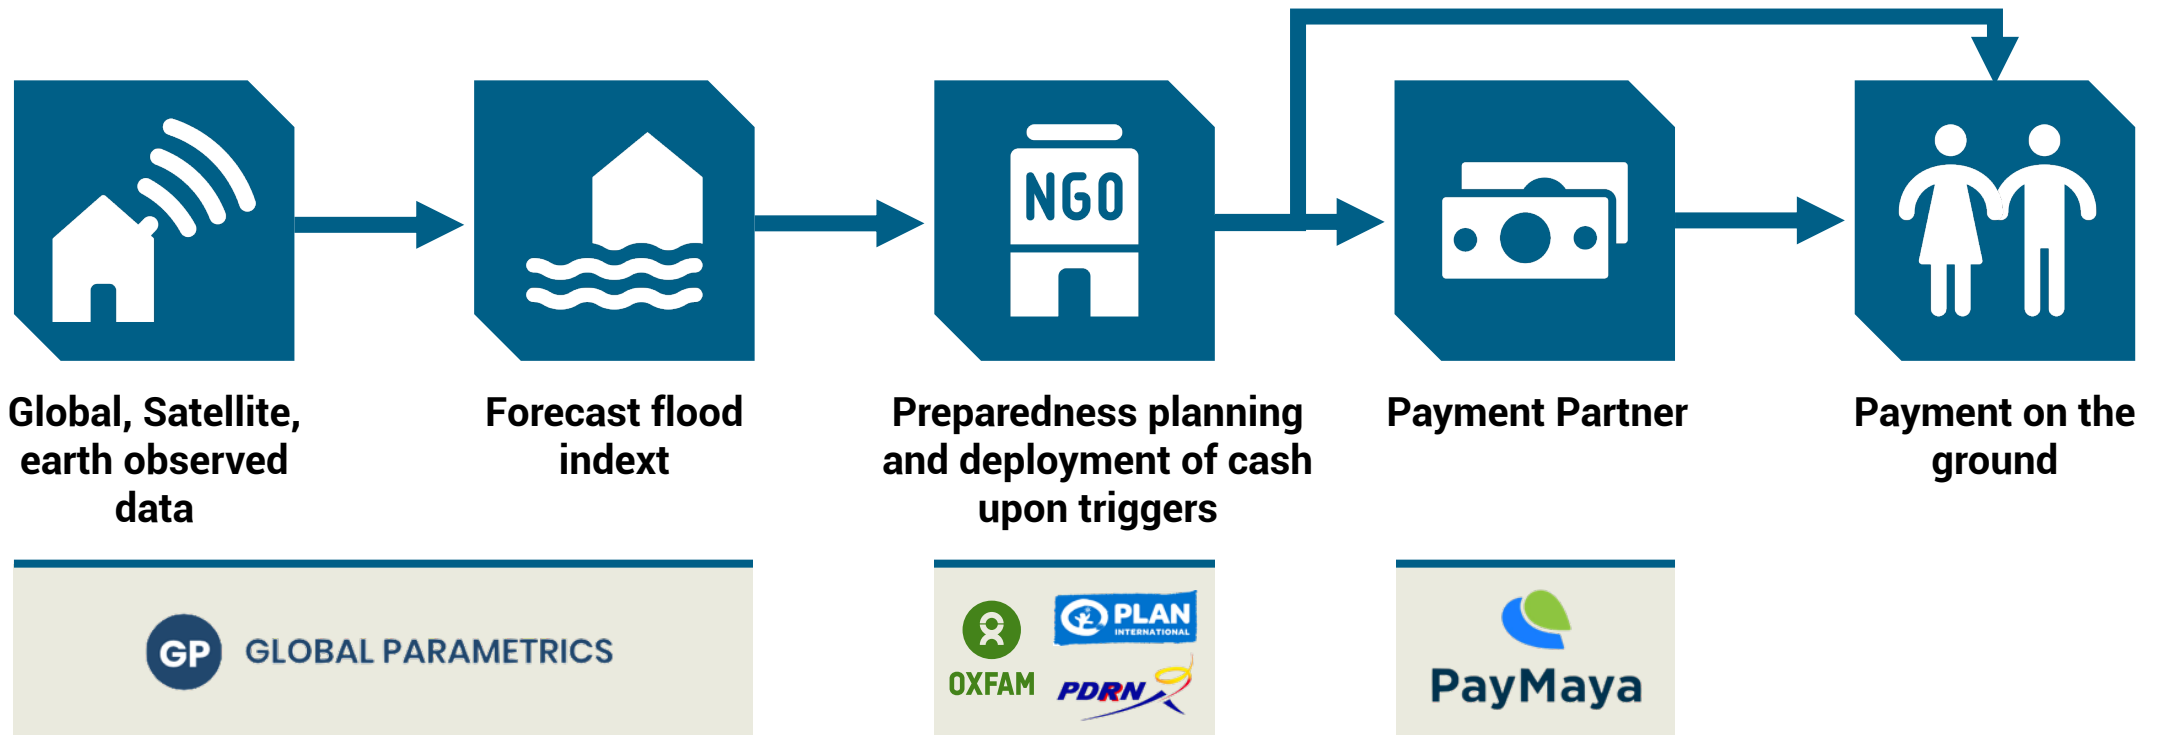 NGO
Global, Satellite,
earth observed
data
Forecast flood
indext
Preparedness planning
and deployment of cash
upon triggers
Payment Partner
Payment on the
ground
GP
GLOBAL PARAMETRICS
OXFAM
PLAN
INTERNATIONAL
PDRN
PayMaya